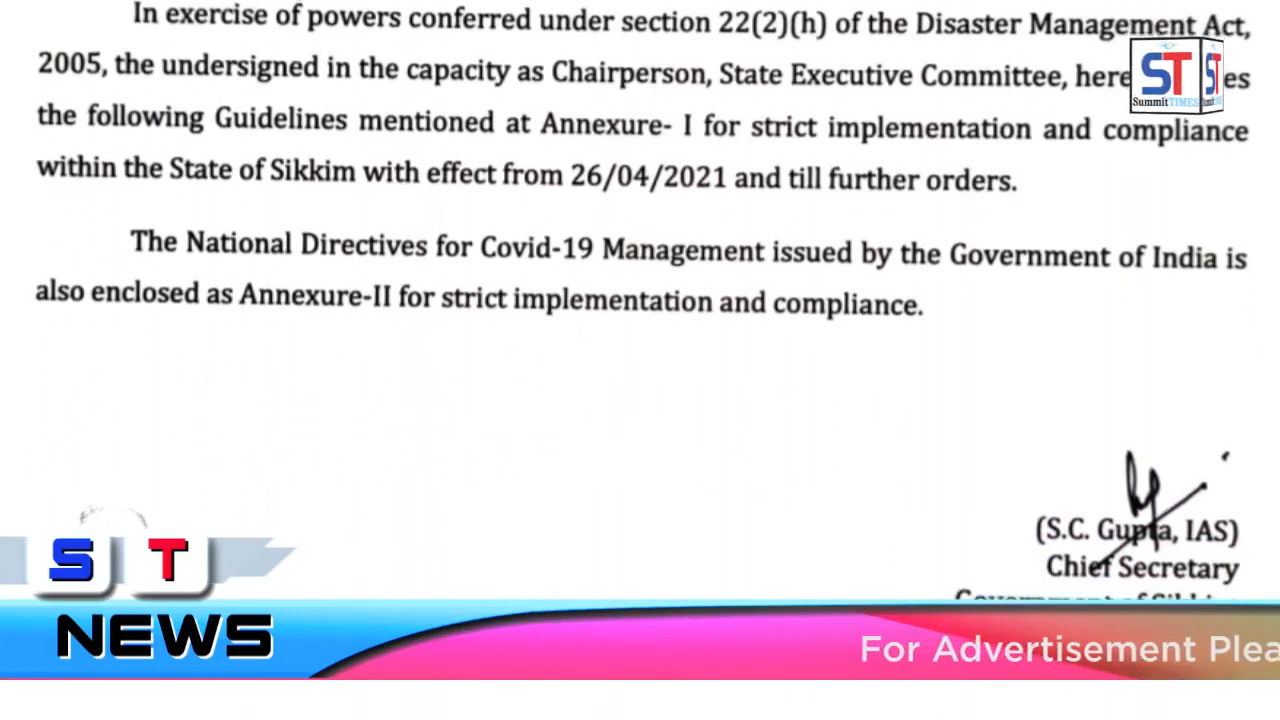 In exercise of powers conferred under section 22(2)(h) of the Disaster Management Act,
2005, the undersigned in the capacity as Chairperson, State Executive Committee,
the following Guidelines mentioned at Annexure- I for strict implementation and compliance
within the State of Sikkim with effect from 26/04/2021 and till further orders.
The National Directives for Covid-19 Management issued by the Government of India is
also enclosed as Annexure-II for strict implementation and compliance.
(S.C. Gupta, IAS)
Chief Secretary
ST ST
Summit TIMES
S T
NEWS
For Advertisement